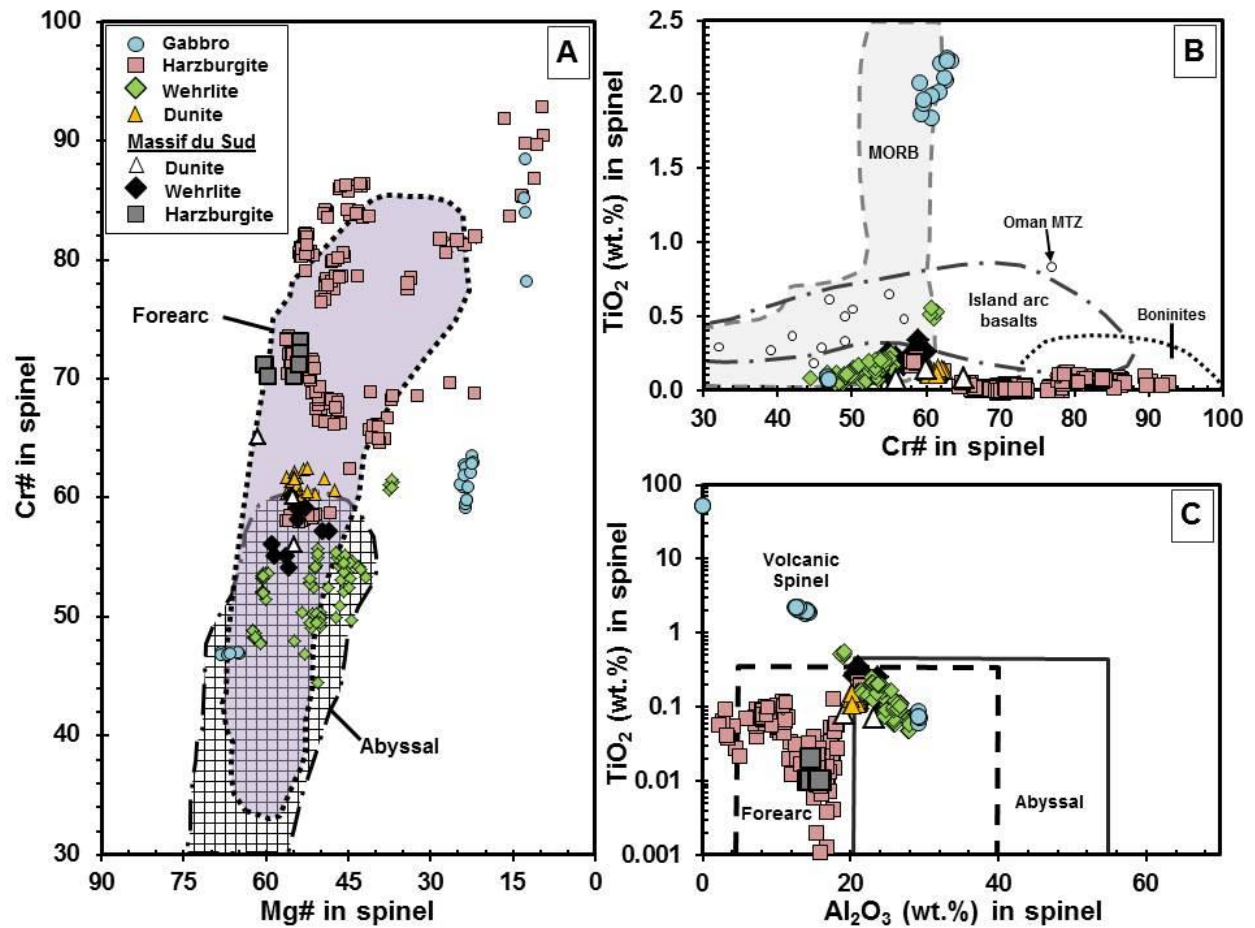 A
Gabbro
Harzburgite
Wehrlite
Dunite
Massif du Sud
Dunite
Wehrlite
Harzburgite
Forearc
Abyssal
Cr# in spinel
100
90
80
70
60
50
40
30
90
75
60
45
30
15
0
Mg# in spinel
B
MORB
Oman MTZ
Island arc
basalts
Boninites
TiO₂ (wt.%) in spinel
2.5
2.0
1.5
1.0
0.5
0.0
30
40
50
60
70
80
90
100
Cr# in spinel
C
Volcanic
Spinel
Forearc
Abyssal
TiO₂ (wt.%) in spinel
100
10
1
0.1
0.01
0.001
0
20
40
60
Al₂O₃ (wt.%) in spinel